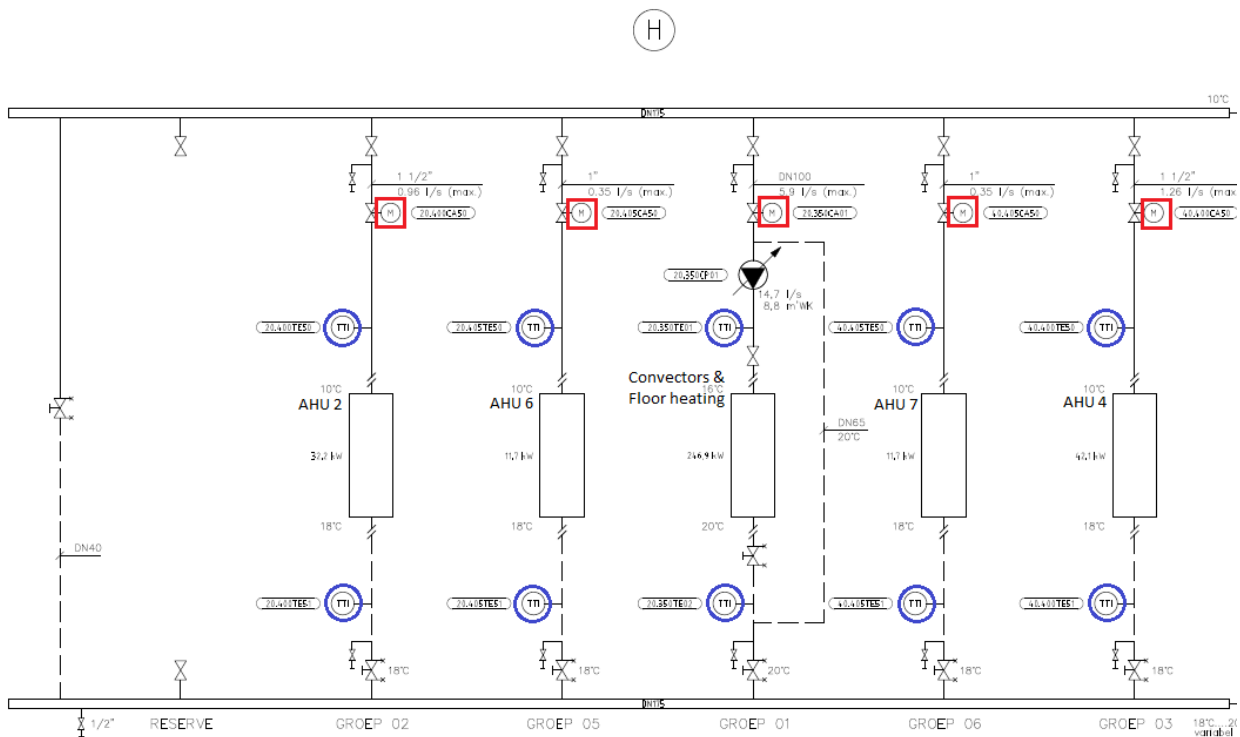 H
DN175
10°C
1 1/2"
0.96 l/s (max.)
M
20.400CA50
1"
0.35 l/s (max.)
M
20.405CA50
DN100
5.9 l/s (max.)
M
20.350CA01
1"
0.35 l/s (max.)
M
40.405CA50
1 1/2"
1.26 l/s (max.
M
40.400CA50
20.350CP01
14,7 l/s
8,8 m'WK
20.400TE50
TTI
20.405TE50
TTI
20.350TE01
TTI
40.405TE50
TTI
40.400TE50
TTI
10°C
AHU 2
10°C
AHU 6
Convectors &
16°C
Floor heating
10°C
AHU 7
10°C
AHU 4
DN65
20°C
32,2 kW
11,7 kW
246,9 kW
11,7 kW
42,1 kW
18°C
18°C
20°C
18°C
18°C
DN40
20.400TE51
TTI
20.405TE51
TTI
20.350TE02
TTI
40.405TE51
TTI
40.400TE51
TTI
18°C
18°C
20°C
18°C
18°C
DN175
1/2"
RESERVE
GROEP 02
GROEP 05
GROEP 01
GROEP 06
GROEP 03
18°C...20
variabel